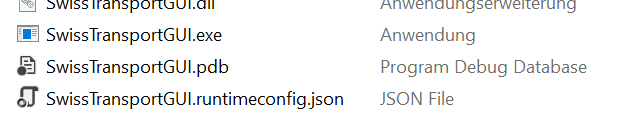 SwissTransportGUI.dll Anwendungserweiterung
SwissTransportGUI.exe Anwendung
SwissTransportGUI.pdb Program Debug Database
SwissTransportGUI.runtimeconfig.json JSON File